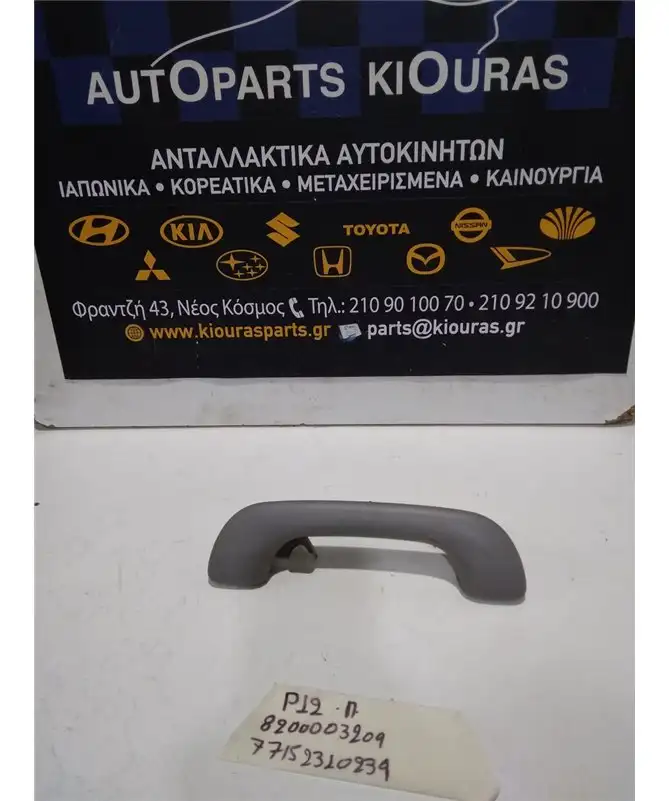 AUTOPARTS KIOURAS
ΑΝΤΑΛΛΑΚΤΙΚΑ ΑΥΤΟΚΙΝΗΤΩΝ
ΙΑΠΩΝΙΚΑ • ΚΟΡΕΑΤΙΚΑ • ΜΕΤΑΧΕΙΡΙΣΜΕΝΑ • ΚΑΙΝΟΥΡΓΙΑ
KIA TOYOTA NISSAN
Φραντζή 43, Νέος Κόσμος Τηλ.: 210 90 100 70 • 210 92 10 900
www.kiourasparts.gr parts@kiouras.gr
P12 - Π
8200003209
77152310234